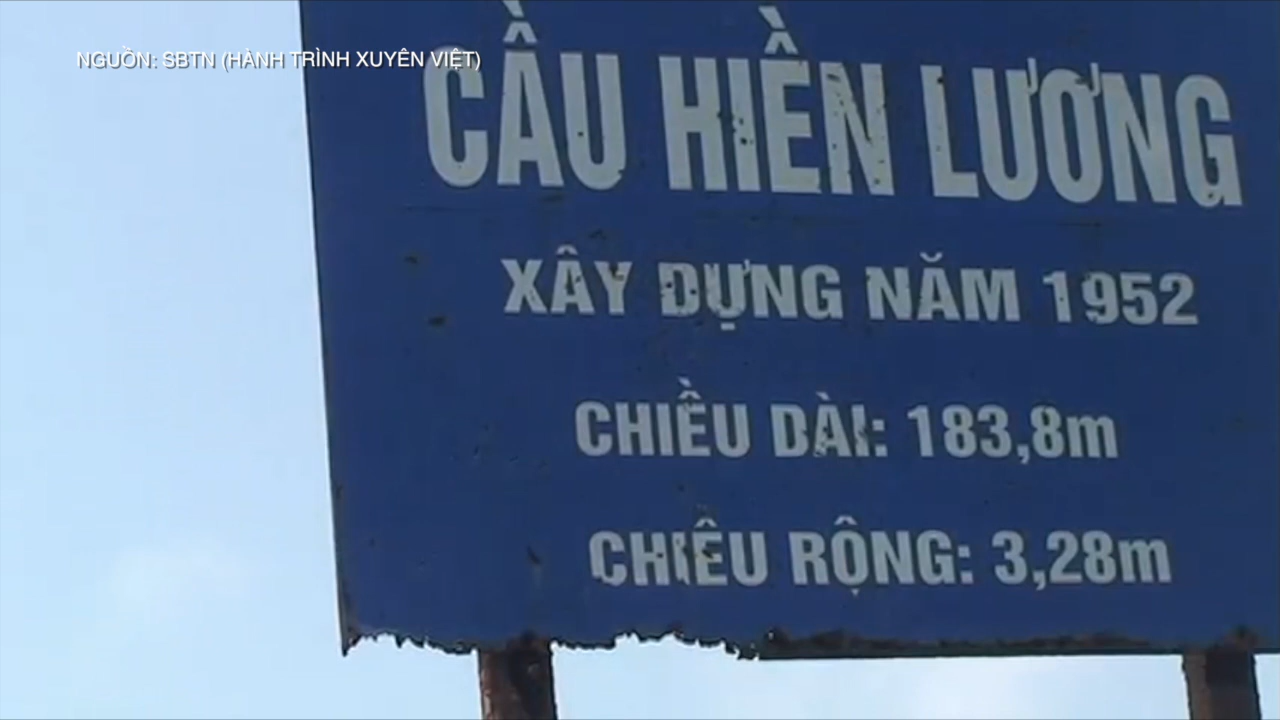 NGUỒN: SBTN (HÀNH TRÌNH XUYÊN VIỆT)
CẦU HIỀN LƯƠNG
XÂY DỰNG NĂM 1952
CHIỀU DÀI: 183,8m
CHIỀU RỘNG: 3,28m